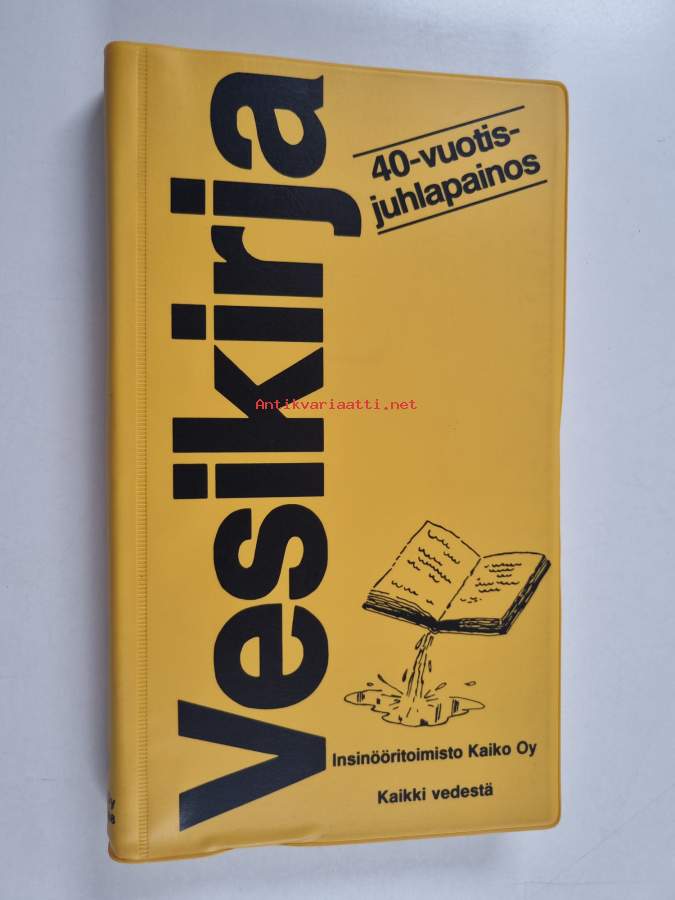 Vesikirja
40-vuotis-
juhlapainos
Antikvariaatti.net
Insinööritoimisto Kaiko Oy
Kaikki vedestä